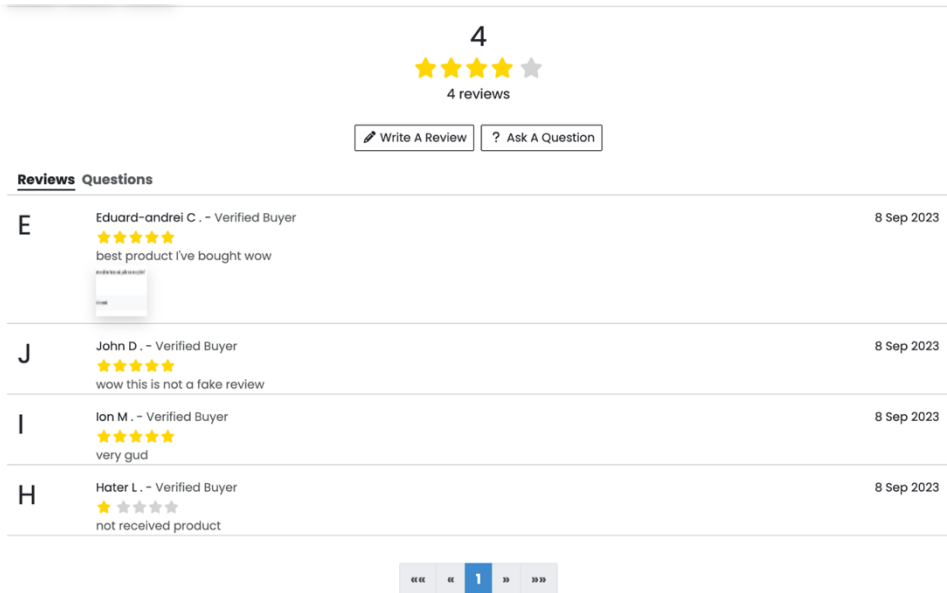 4
4 reviews
Write A Review ? Ask A Question
Reviews Questions
E Eduard-andrei C . - Verified Buyer 8 Sep 2023
best product I've bought wow
J John D . - Verified Buyer 8 Sep 2023
wow this is not a fake review
I Ion M . - Verified Buyer 8 Sep 2023
very gud
H Hater L . - Verified Buyer 8 Sep 2023
not received product
«« « 1 » »»